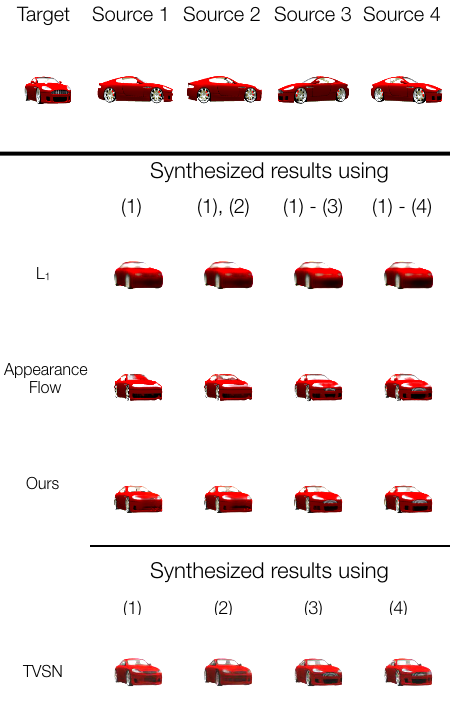 Target Source 1 Source 2 Source 3 Source 4
Synthesized results using
(1) (1), (2) (1) - (3) (1) - (4)
L₁
Appearance
Flow
Ours
Synthesized results using
(1) (2) (3) (4)
TVSN